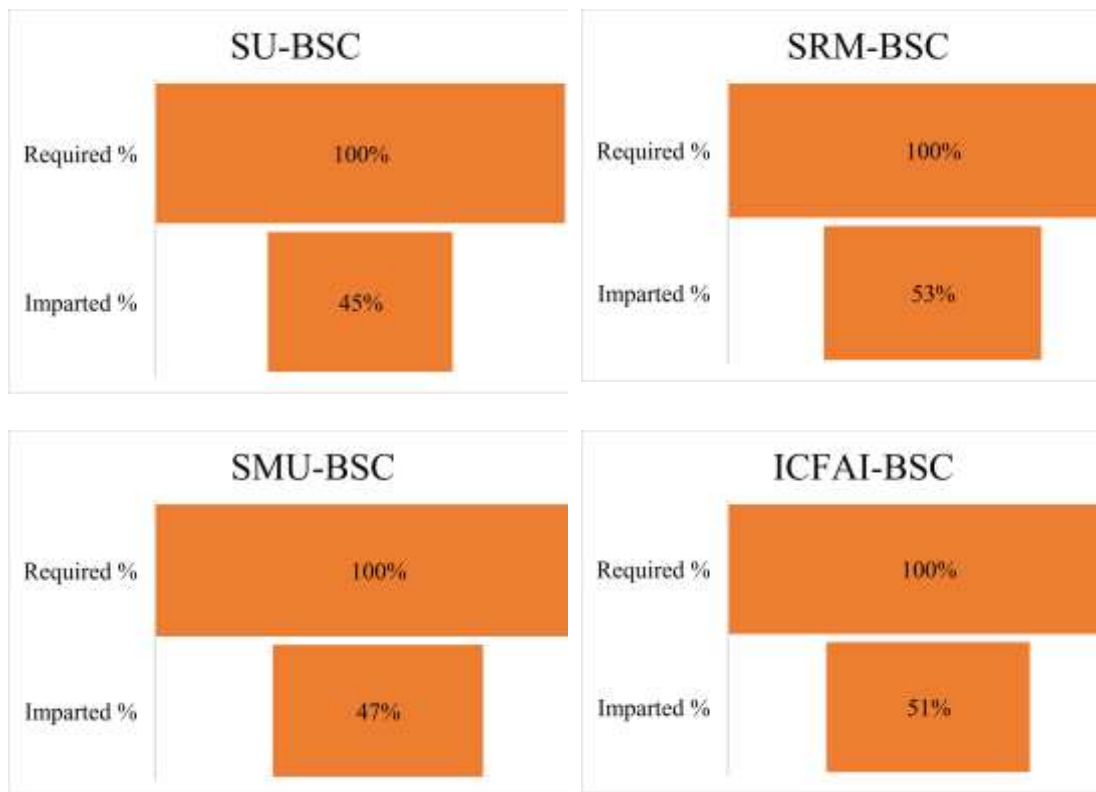 SU-BSC
Required %
100%
Imparted %
45%
SRM-BSC
Required %
100%
Imparted %
53%
SMU-BSC
Required %
100%
Imparted %
47%
ICFAI-BSC
Required %
100%
Imparted %
51%